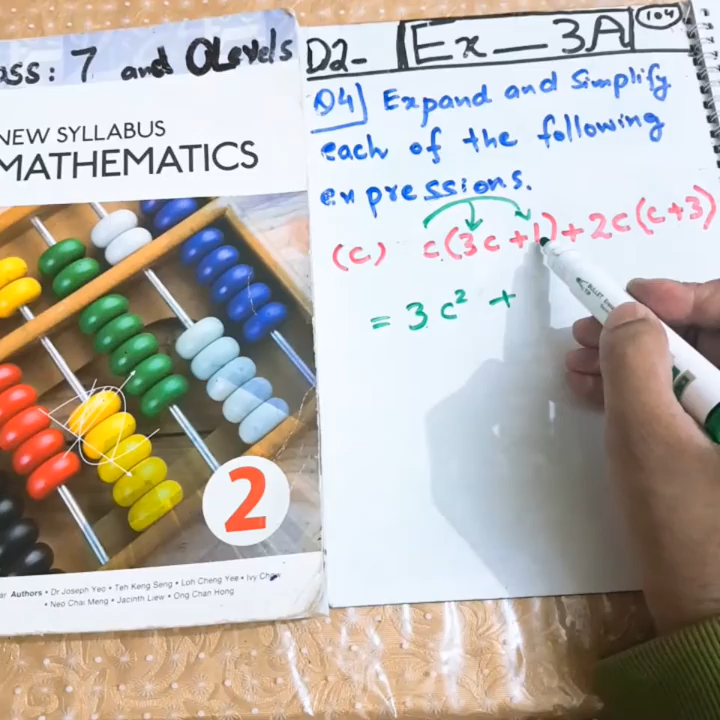 ass: 7 and OLevels
D2-
Ex _ 3A
104
Q4] Expand and Simplify
each of the following
expressions.
(c) c(3c+1)+2c(c+3)
= 3c² +
NEW SYLLABUS
MATHEMATICS
2
Authors • Dr Joseph Yeo • Teh Keng Seng • Loh Cheng Yee • Ivy Chow
• Neo Chai Meng • Jacinth Liew • Ong Chan Hong